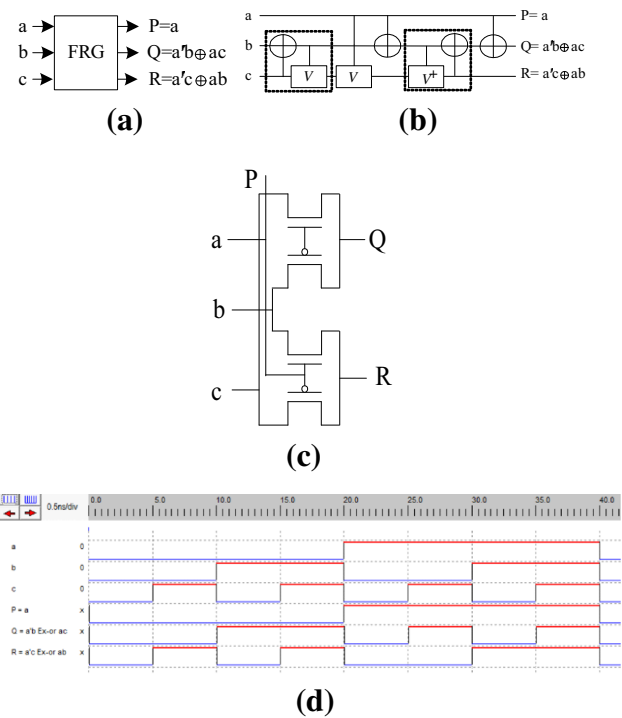 a P=a
b FRG Q=a'b⊕ac
c R=a'c⊕ab
(a)
a P= a
b Q= a'b⊕ac
c V V V+ R= a'c⊕ab
(b)
P
a Q
b
c R
(c)
0.5ns/div 0.0 5.0 10.0 15.0 20.0 25.0 30.0 35.0 40.0
a 0
b 0
c 0
P = a x
Q = a'b Ex-or ac x
R = a'c Ex-or ab x
(d)